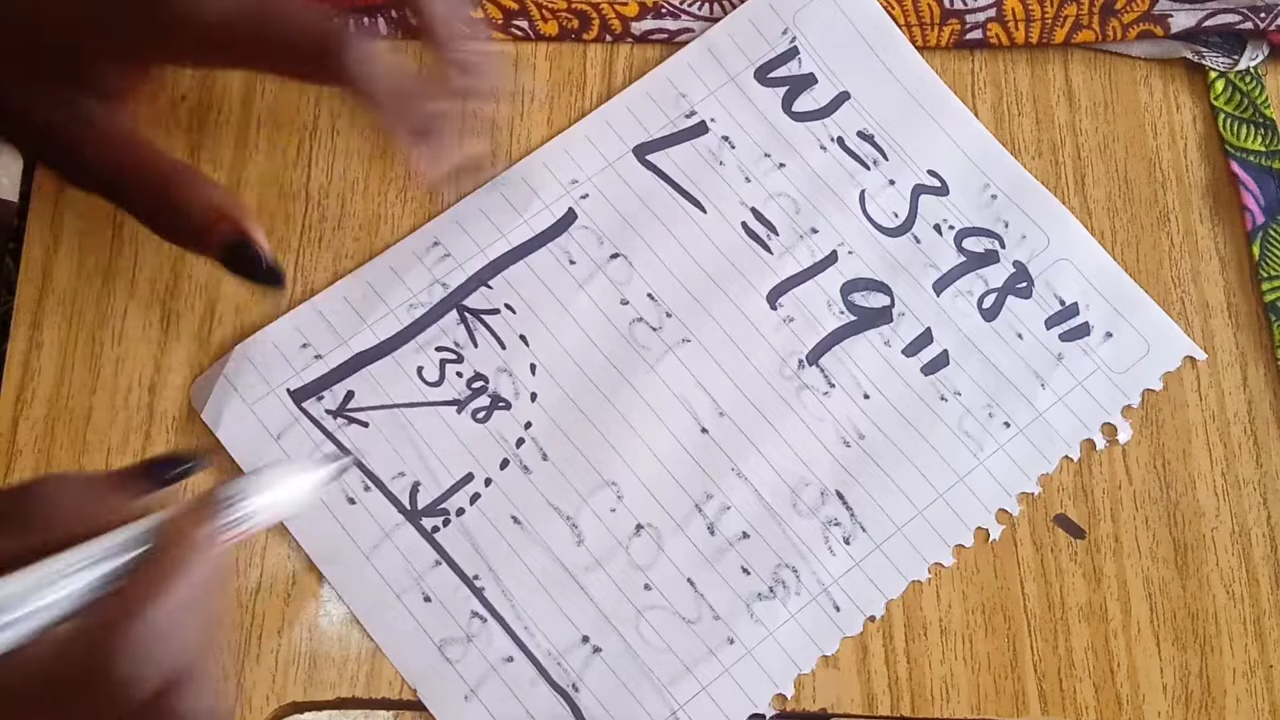 W = 3.98"
L = 19"
3.98